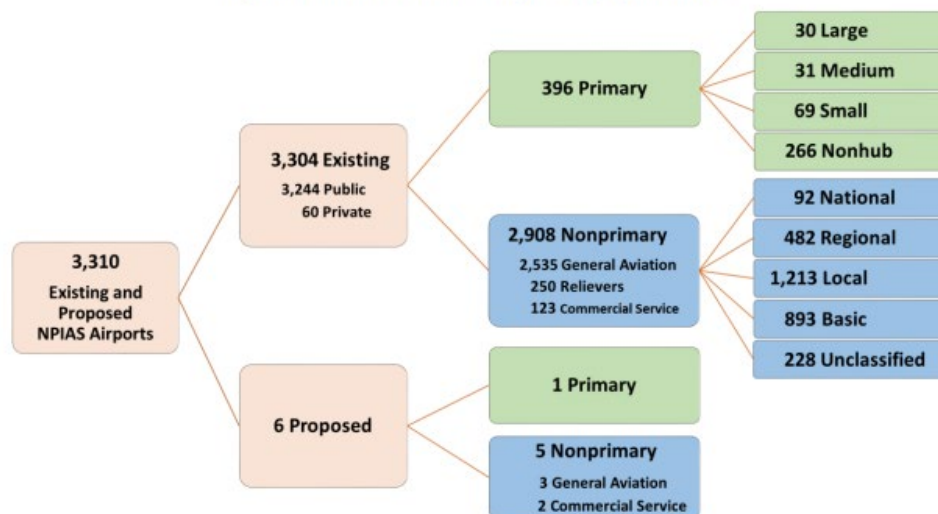 3,310
Existing and
Proposed
NPIAS Airports
3,304 Existing
3,244 Public
60 Private
6 Proposed
396 Primary
2,908 Nonprimary
2,535 General Aviation
250 Relievers
123 Commercial Service
1 Primary
5 Nonprimary
3 General Aviation
2 Commercial Service
30 Large
31 Medium
69 Small
266 Nonhub
92 National
482 Regional
1,213 Local
893 Basic
228 Unclassified